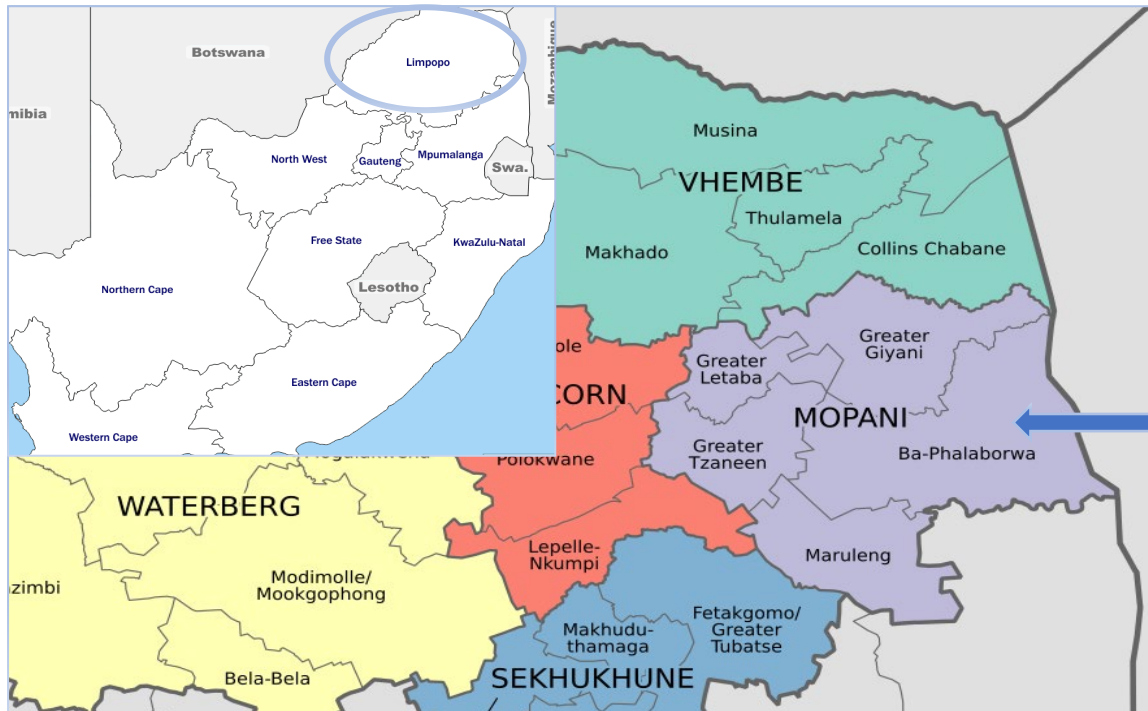 Botswana
Limpopo
Mozambique
mibia
North West
Gauteng
Mpumalanga
Swa.
Free State
KwaZulu-Natal
Northern Cape
Lesotho
Eastern Cape
Western Cape
Musina
VHEMBE
Thulamela
Makhado
Collins Chabane
ole
CORN
Greater
Letaba
Greater
Giyani
MOPANI
Greater
Tzaneen
Ba-Phalaborwa
Polokwane
WATERBERG
Lepelle-
Nkumpi
Maruleng
zimbi
Modimolle/
Mookgophong
Makhudu-
thamaga
Fetakgomo/
Greater
Tubatse
Bela-Bela
SEKHUKHUNE